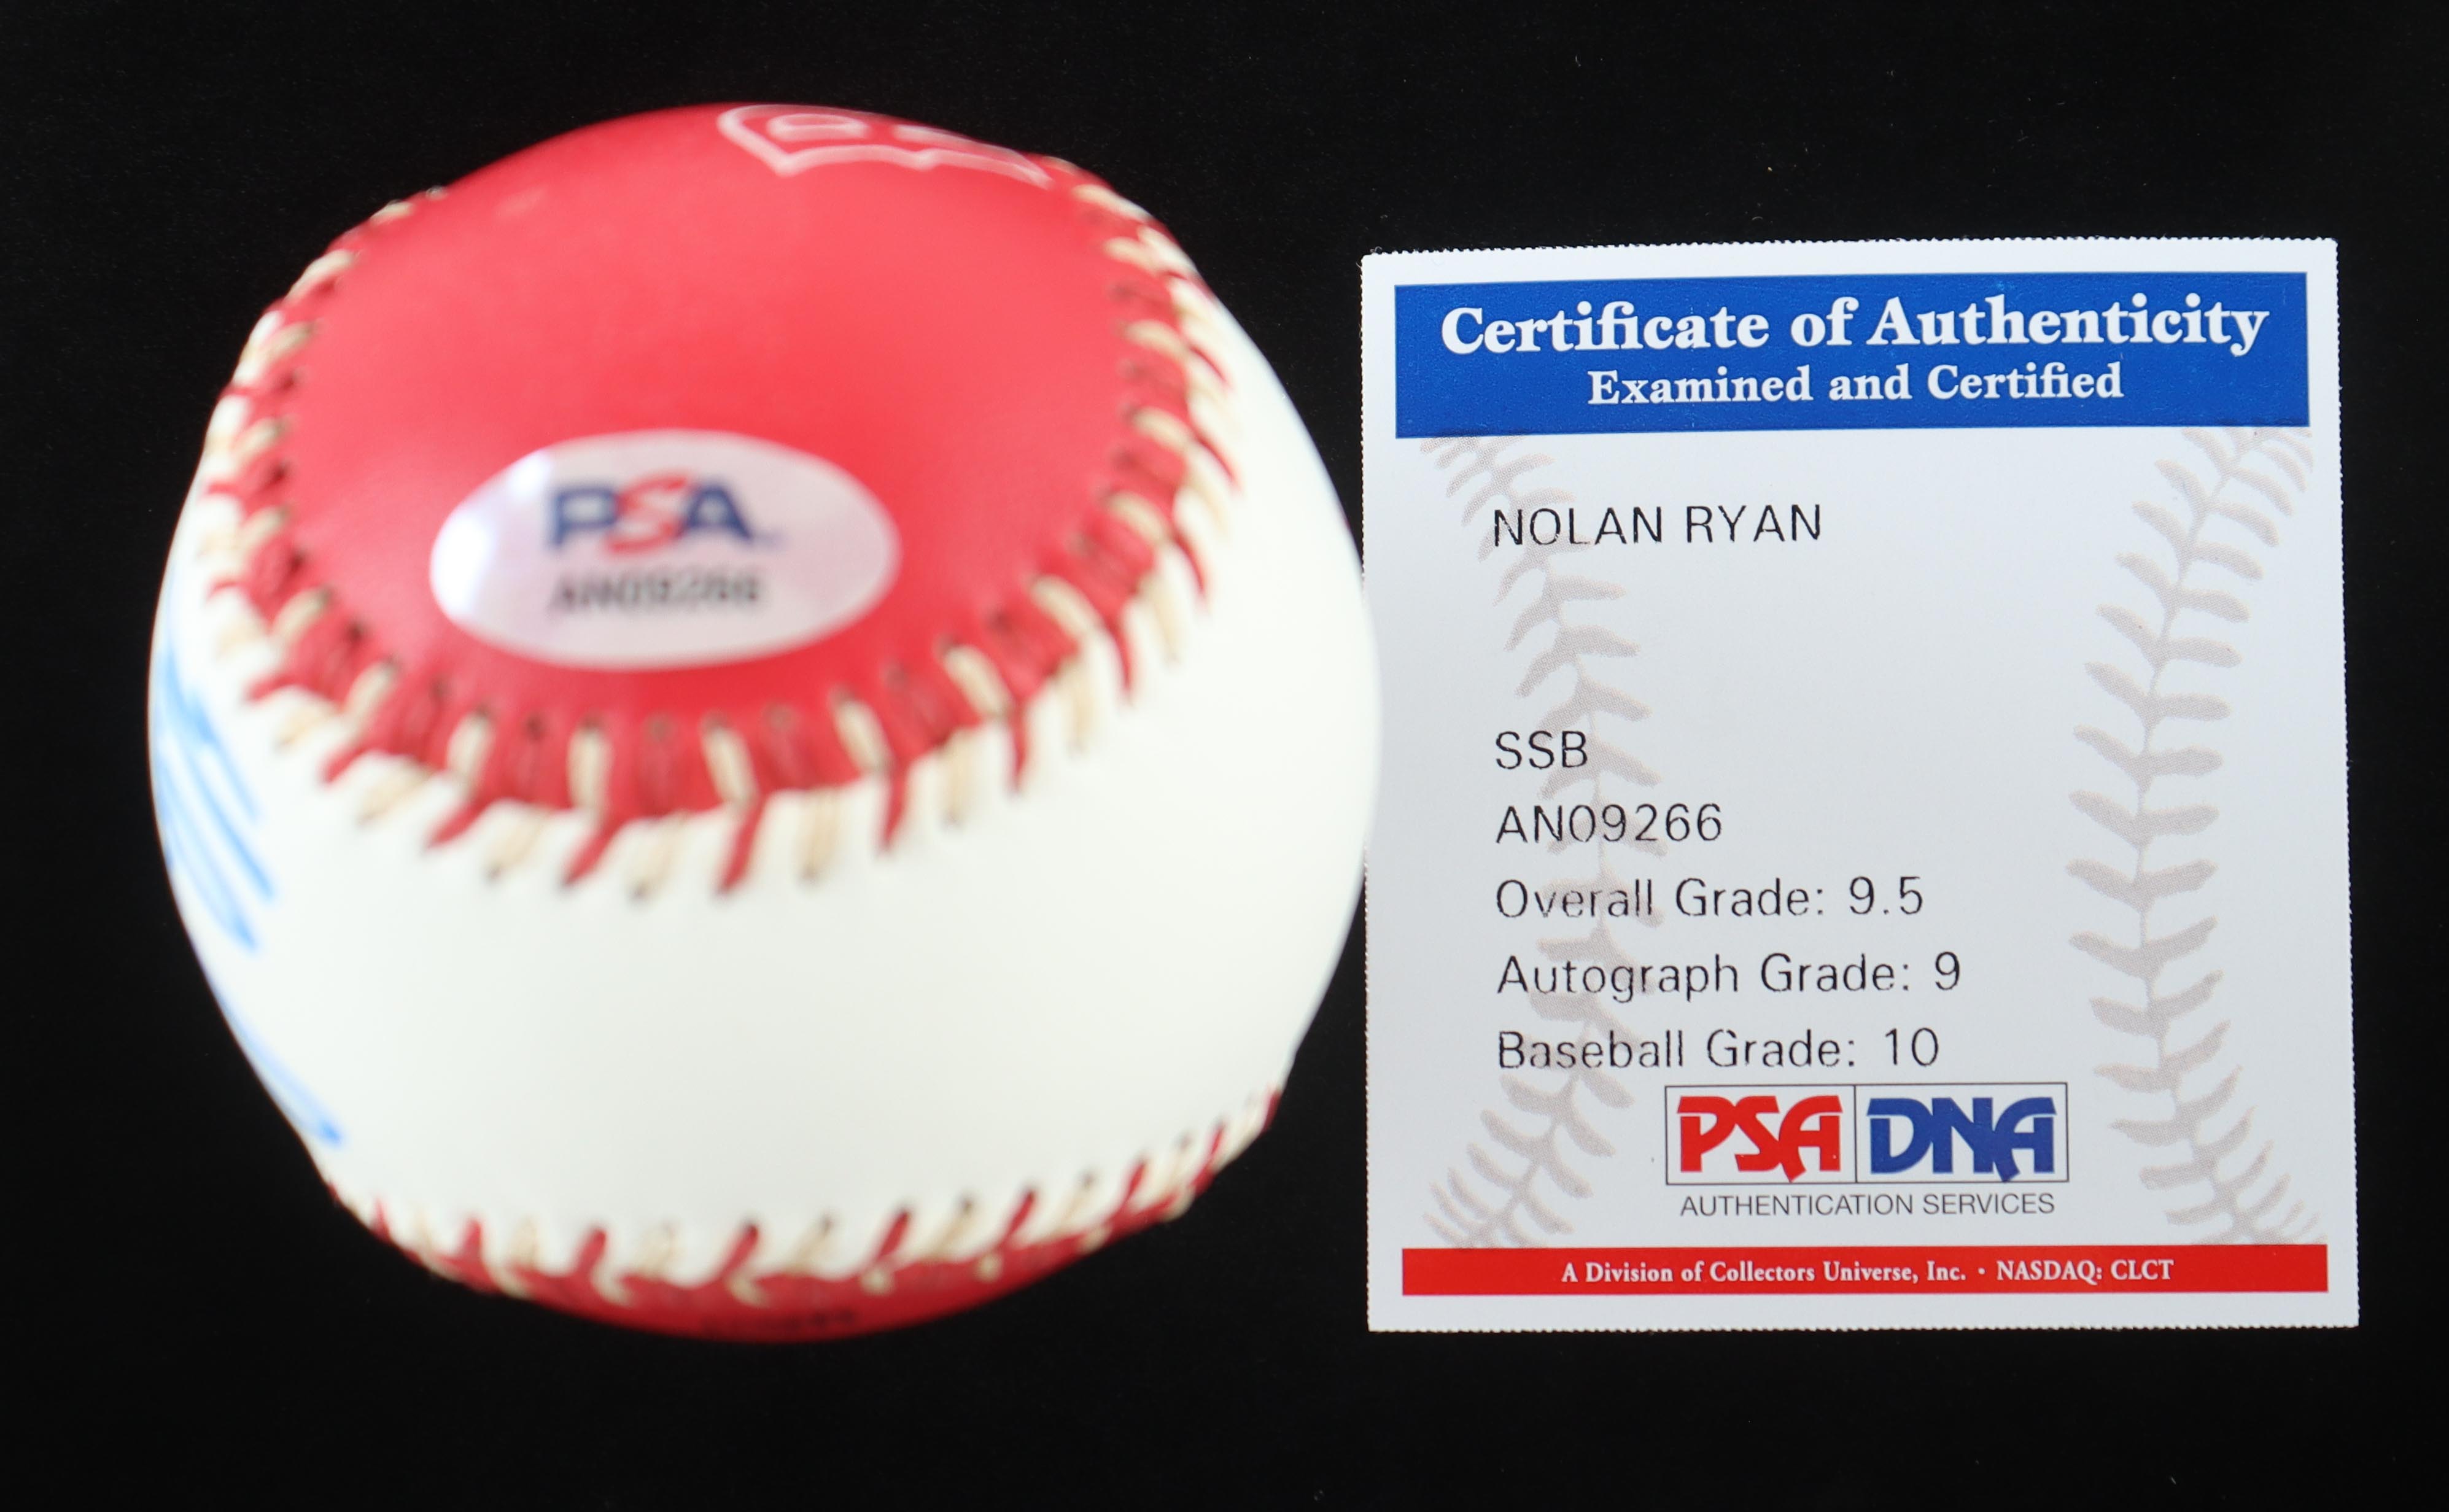 PSA
AN09266
Certificate of Authenticity
Examined and Certified
NOLAN RYAN
SSB
AN09266
Overall Grade: 9.5
Autograph Grade: 9
Baseball Grade: 10
PSA DNA
AUTHENTICATION SERVICES
A Division of Collectors Universe, Inc. • NASDAQ: CLCT